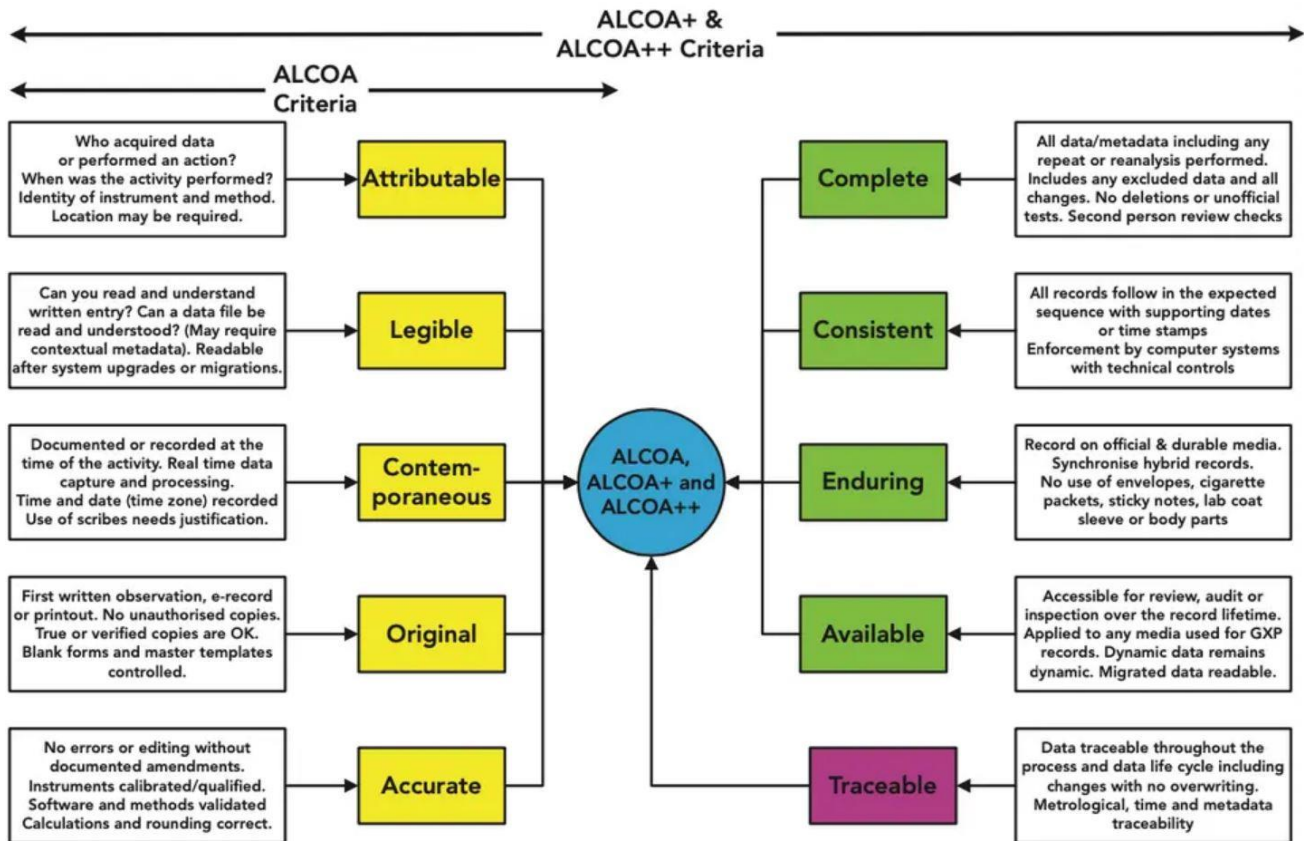 ALCOA+ &
ALCOA++ Criteria
ALCOA
Criteria
Who acquired data
or performed an action?
When was the activity performed?
Identity of instrument and method.
Location may be required.
Attributable
Can you read and understand
written entry? Can a data file be
read and understood? (May require
contextual metadata). Readable
after system upgrades or migrations.
Legible
Documented or recorded at the
time of the activity. Real time data
capture and processing.
Time and date (time zone) recorded
Use of scribes needs justification.
Contem-
poraneous
First written observation, e-record
or printout. No unauthorised copies.
True or verified copies are OK.
Blank forms and master templates
controlled.
Original
No errors or editing without
documented amendments.
Instruments calibrated/qualified.
Software and methods validated
Calculations and rounding correct.
Accurate
ALCOA,
ALCOA+ and
ALCOA++
Complete
All data/metadata including any
repeat or reanalysis performed.
Includes any excluded data and all
changes. No deletions or unofficial
tests. Second person review checks
Consistent
All records follow in the expected
sequence with supporting dates
or time stamps
Enforcement by computer systems
with technical controls
Enduring
Record on official & durable media.
Synchronise hybrid records.
No use of envelopes, cigarette
packets, sticky notes, lab coat
sleeve or body parts
Available
Accessible for review, audit or
inspection over the record lifetime.
Applied to any media used for GXP
records. Dynamic data remains
dynamic. Migrated data readable.
Traceable
Data traceable throughout the
process and data life cycle including
changes with no overwriting.
Metrological, time and metadata
traceability